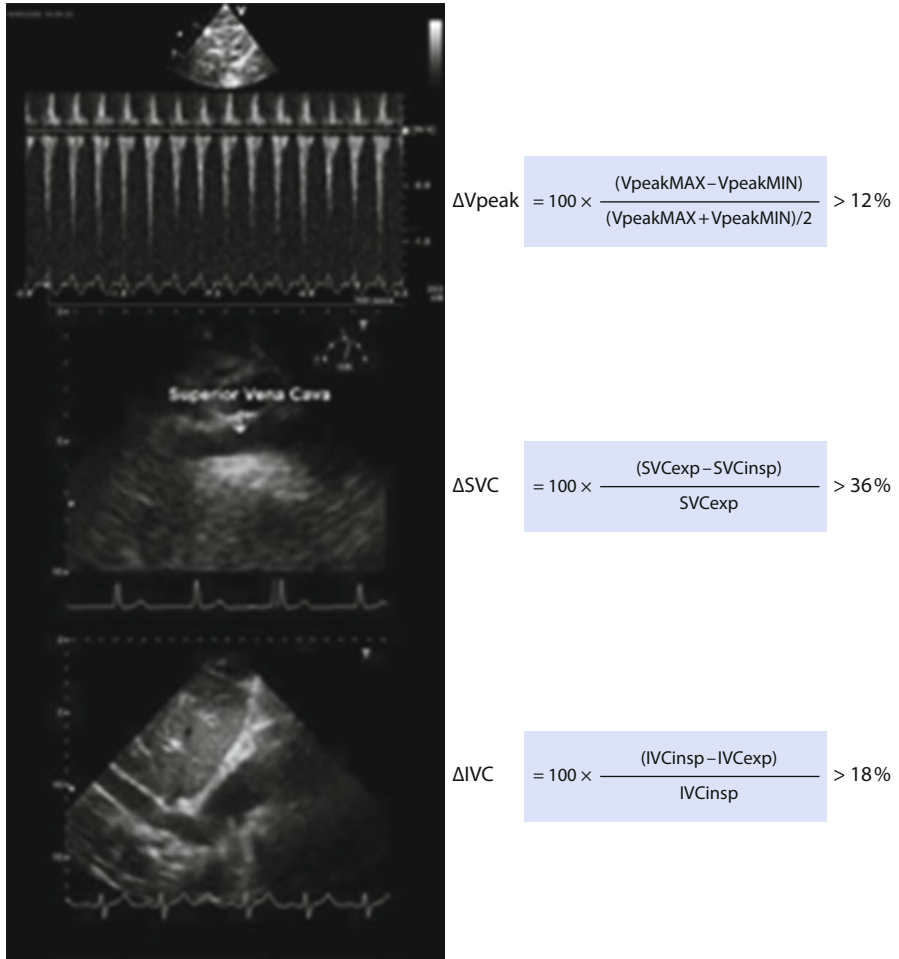 V
ΔVpeak = 100 × (VpeakMAX – VpeakMIN) / (VpeakMAX + VpeakMIN)/2 > 12 %
Superior Vena Cava
ΔSVC = 100 × (SVCexp – SVCinsp) / SVCexp > 36 %
ΔIVC = 100 × (IVCinsp – IVCexp) / IVCinsp > 18 %